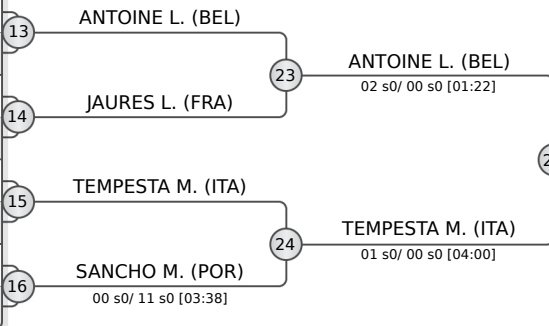 ANTOINE L. (BEL)
13
23
ANTOINE L. (BEL)
02 s0/ 00 s0 [01:22]
JAURES L. (FRA)
14
TEMPESTA M. (ITA)
15
24
TEMPESTA M. (ITA)
01 s0/ 00 s0 [04:00]
SANCHO M. (POR)
16
00 s0/ 11 s0 [03:38]